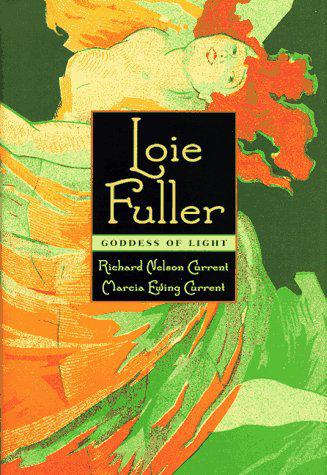 Loie
Fuller
GODDESS OF LIGHT
Richard Nelson Current
Marcia Ewing Current